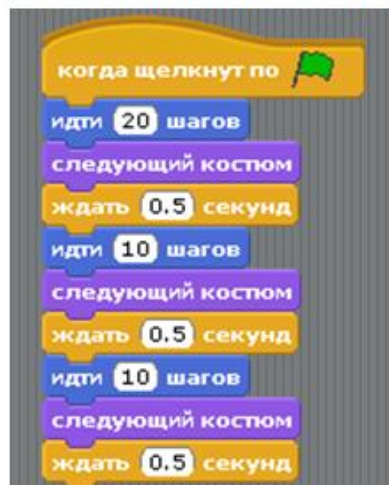 когда щелкнут по
идти 20 шагов
следующий костюм
ждать 0.5 секунд
идти 10 шагов
следующий костюм
ждать 0.5 секунд
идти 10 шагов
следующий костюм
ждать 0.5 секунд